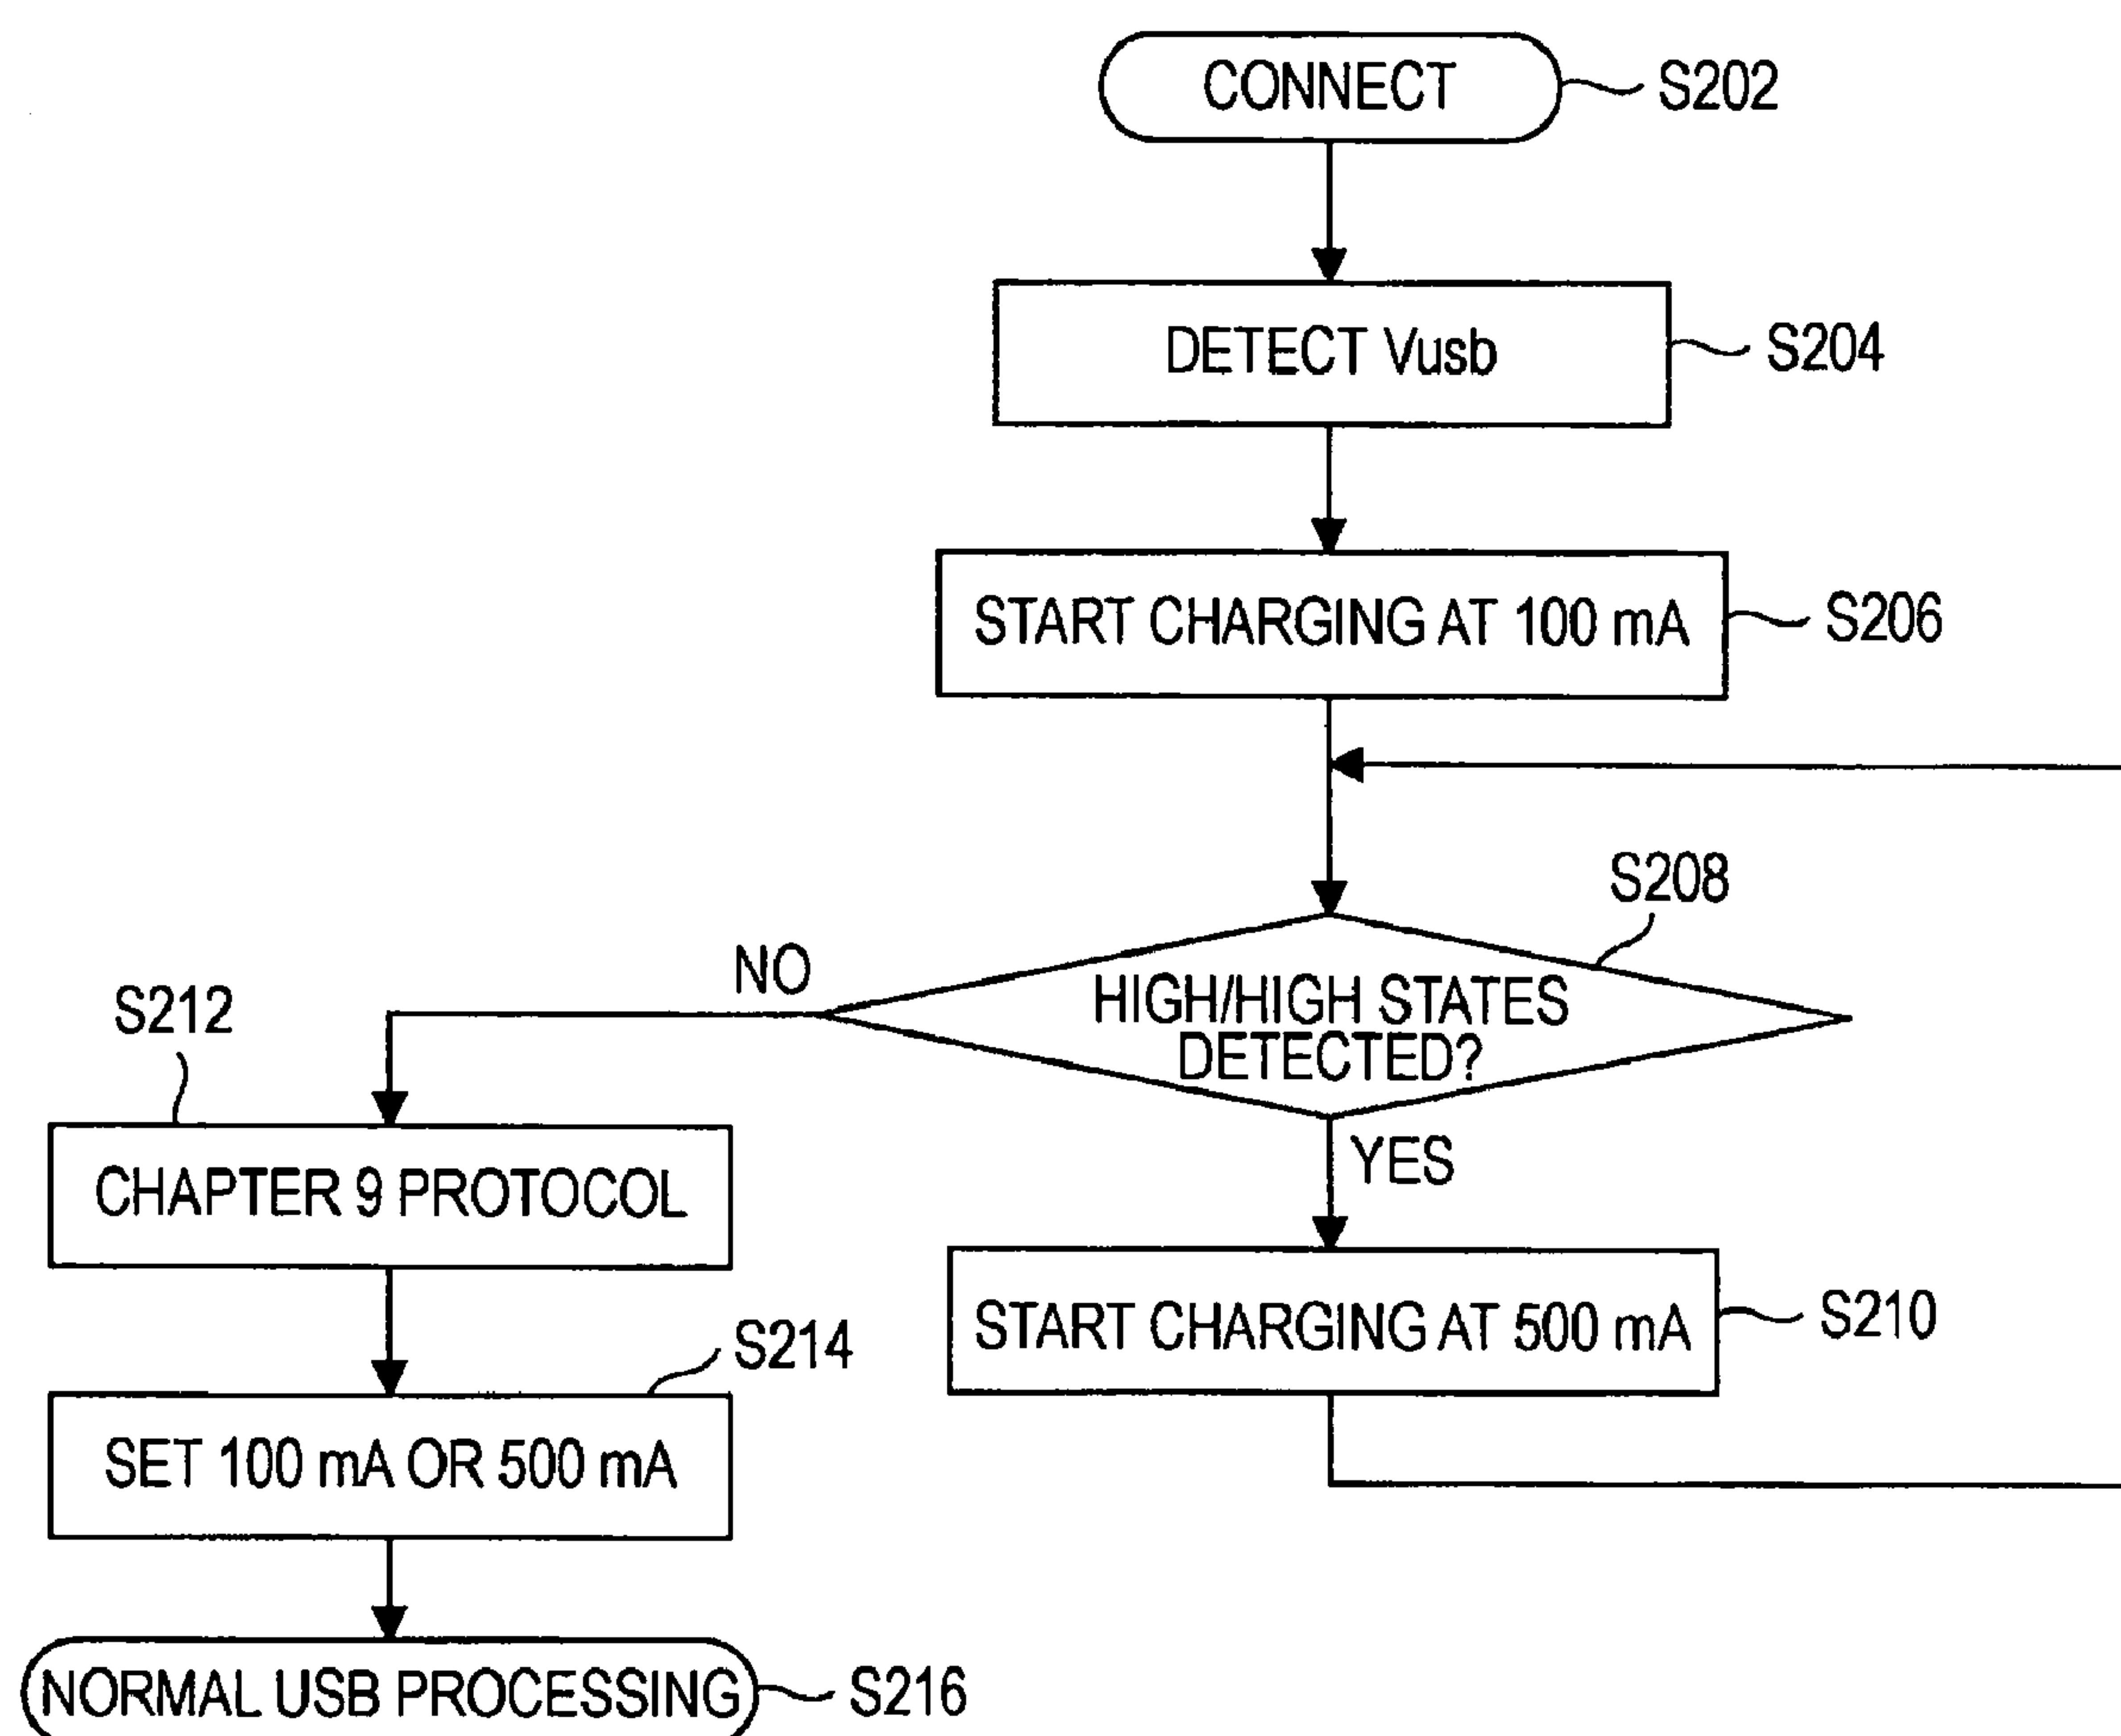 CONNECT
S202
DETECT Vusb
S204
START CHARGING AT 100 mA
S206
S208
HIGH/HIGH STATES
DETECTED?
NO
YES
S212
CHAPTER 9 PROTOCOL
START CHARGING AT 500 mA
S210
S214
SET 100 mA OR 500 mA
NORMAL USB PROCESSING
S216